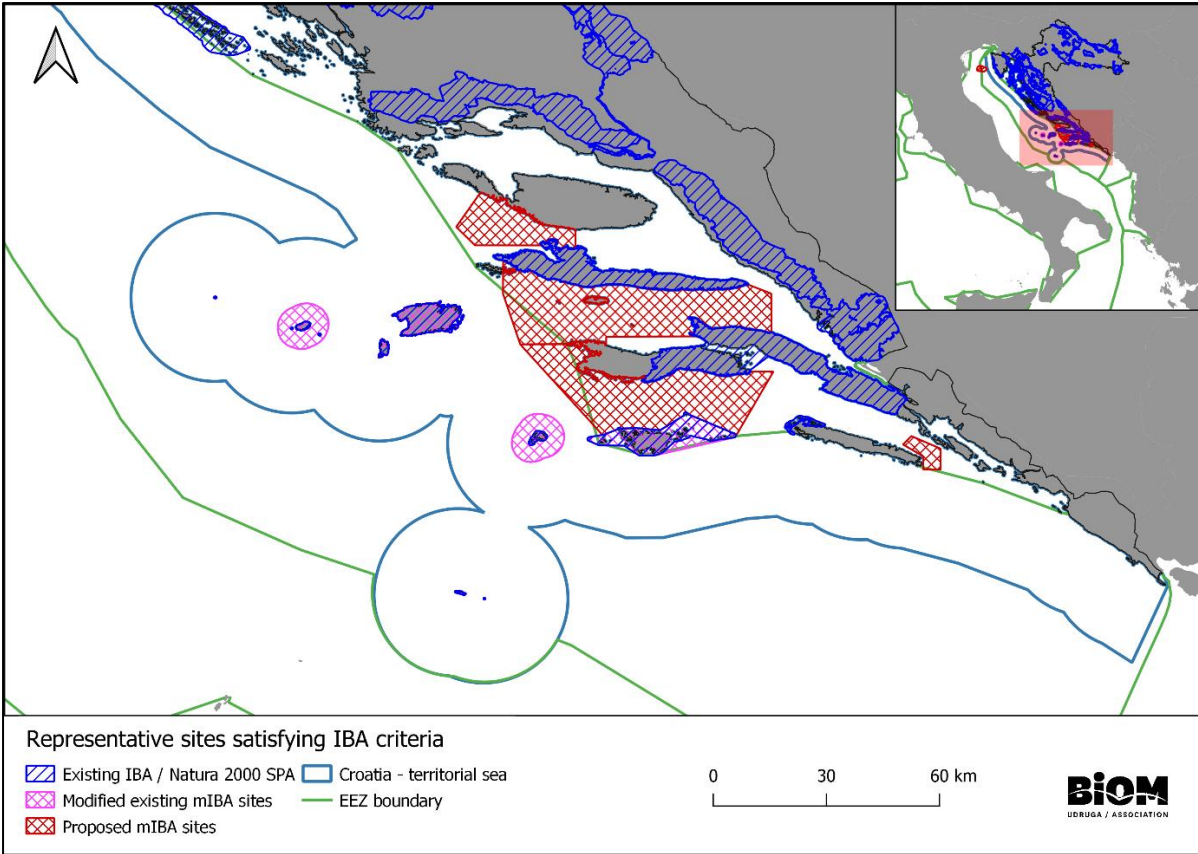 Representative sites satisfying IBA criteria
Existing IBA / Natura 2000 SPA
Modified existing mIBA sites
Proposed mIBA sites
Croatia - territorial sea
EEZ boundary
0 30 60 km
BiOM
UDRUGA / ASSOCIATION